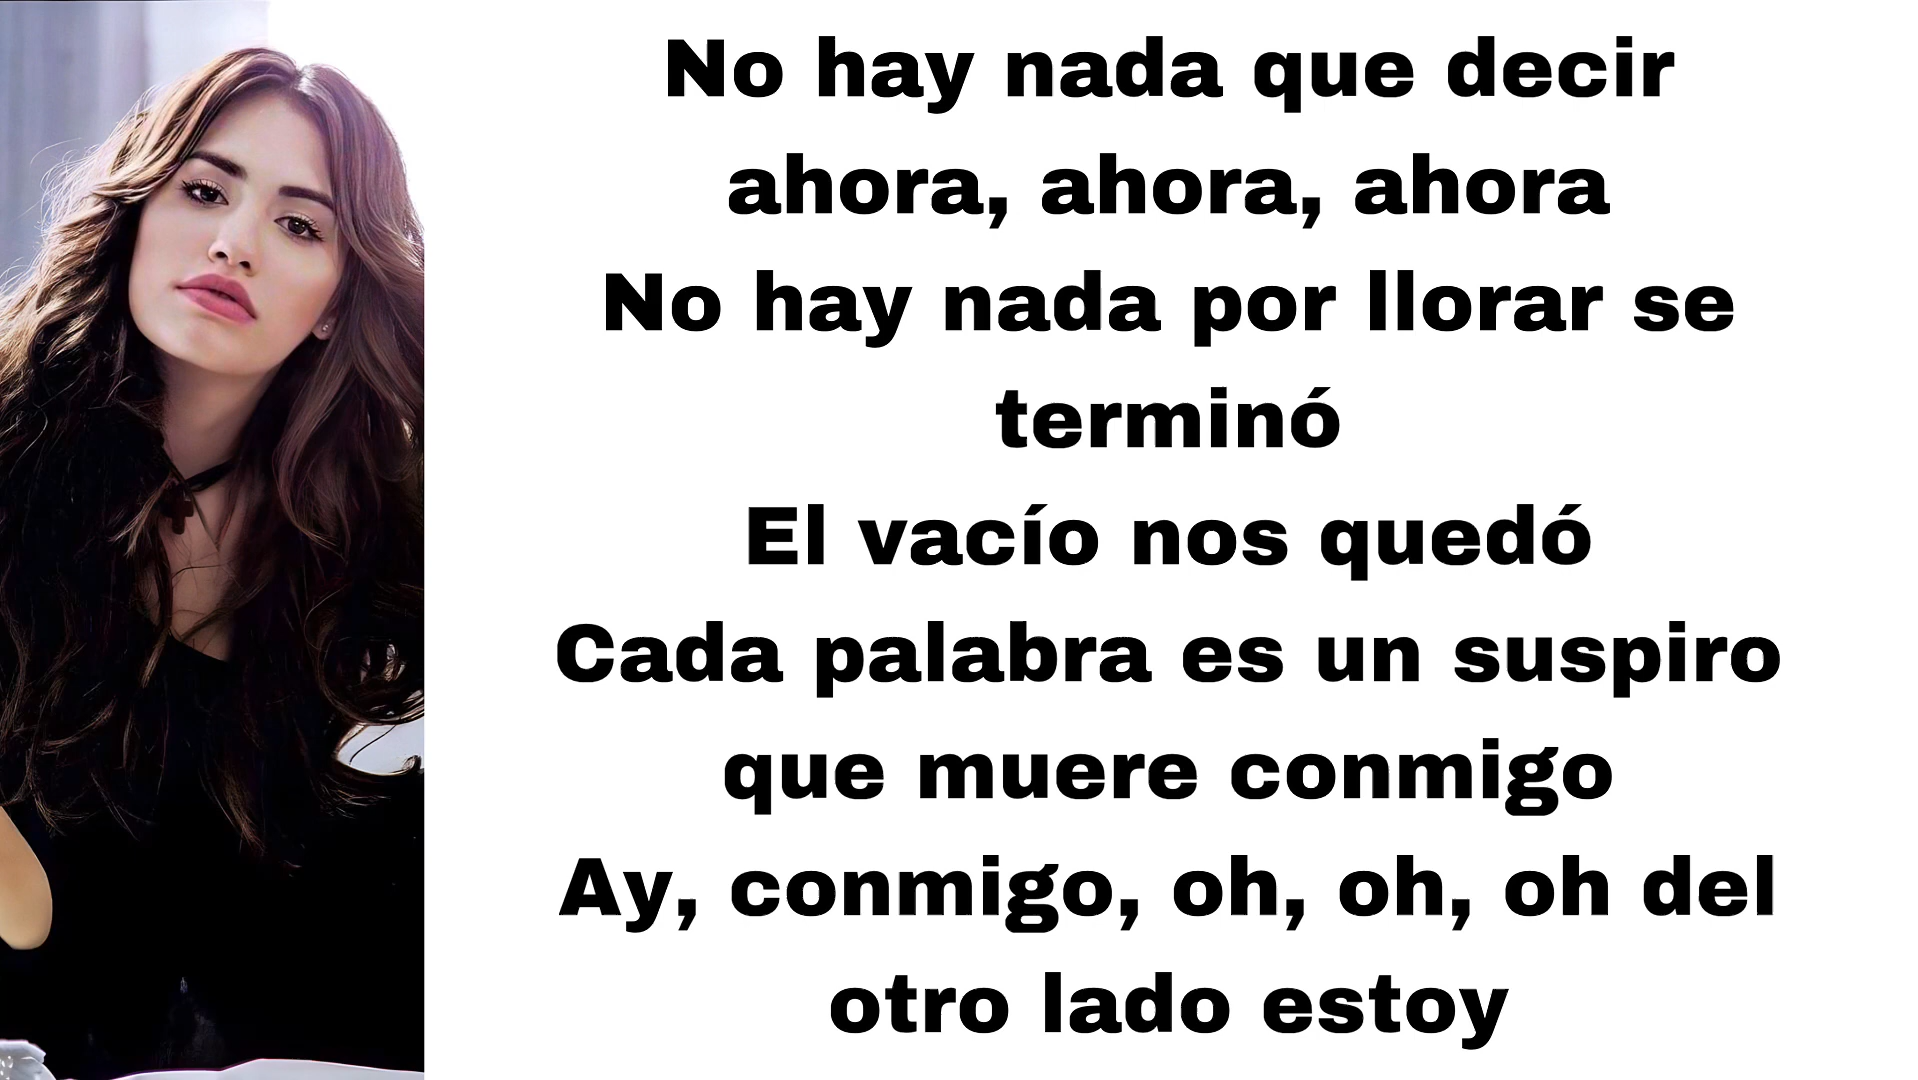 No hay nada que decir
ahora, ahora, ahora
No hay nada por llorar se
terminó
El vacío nos quedó
Cada palabra es un suspiro
que muere conmigo
Ay, conmigo, oh, oh, oh del
otro lado estoy